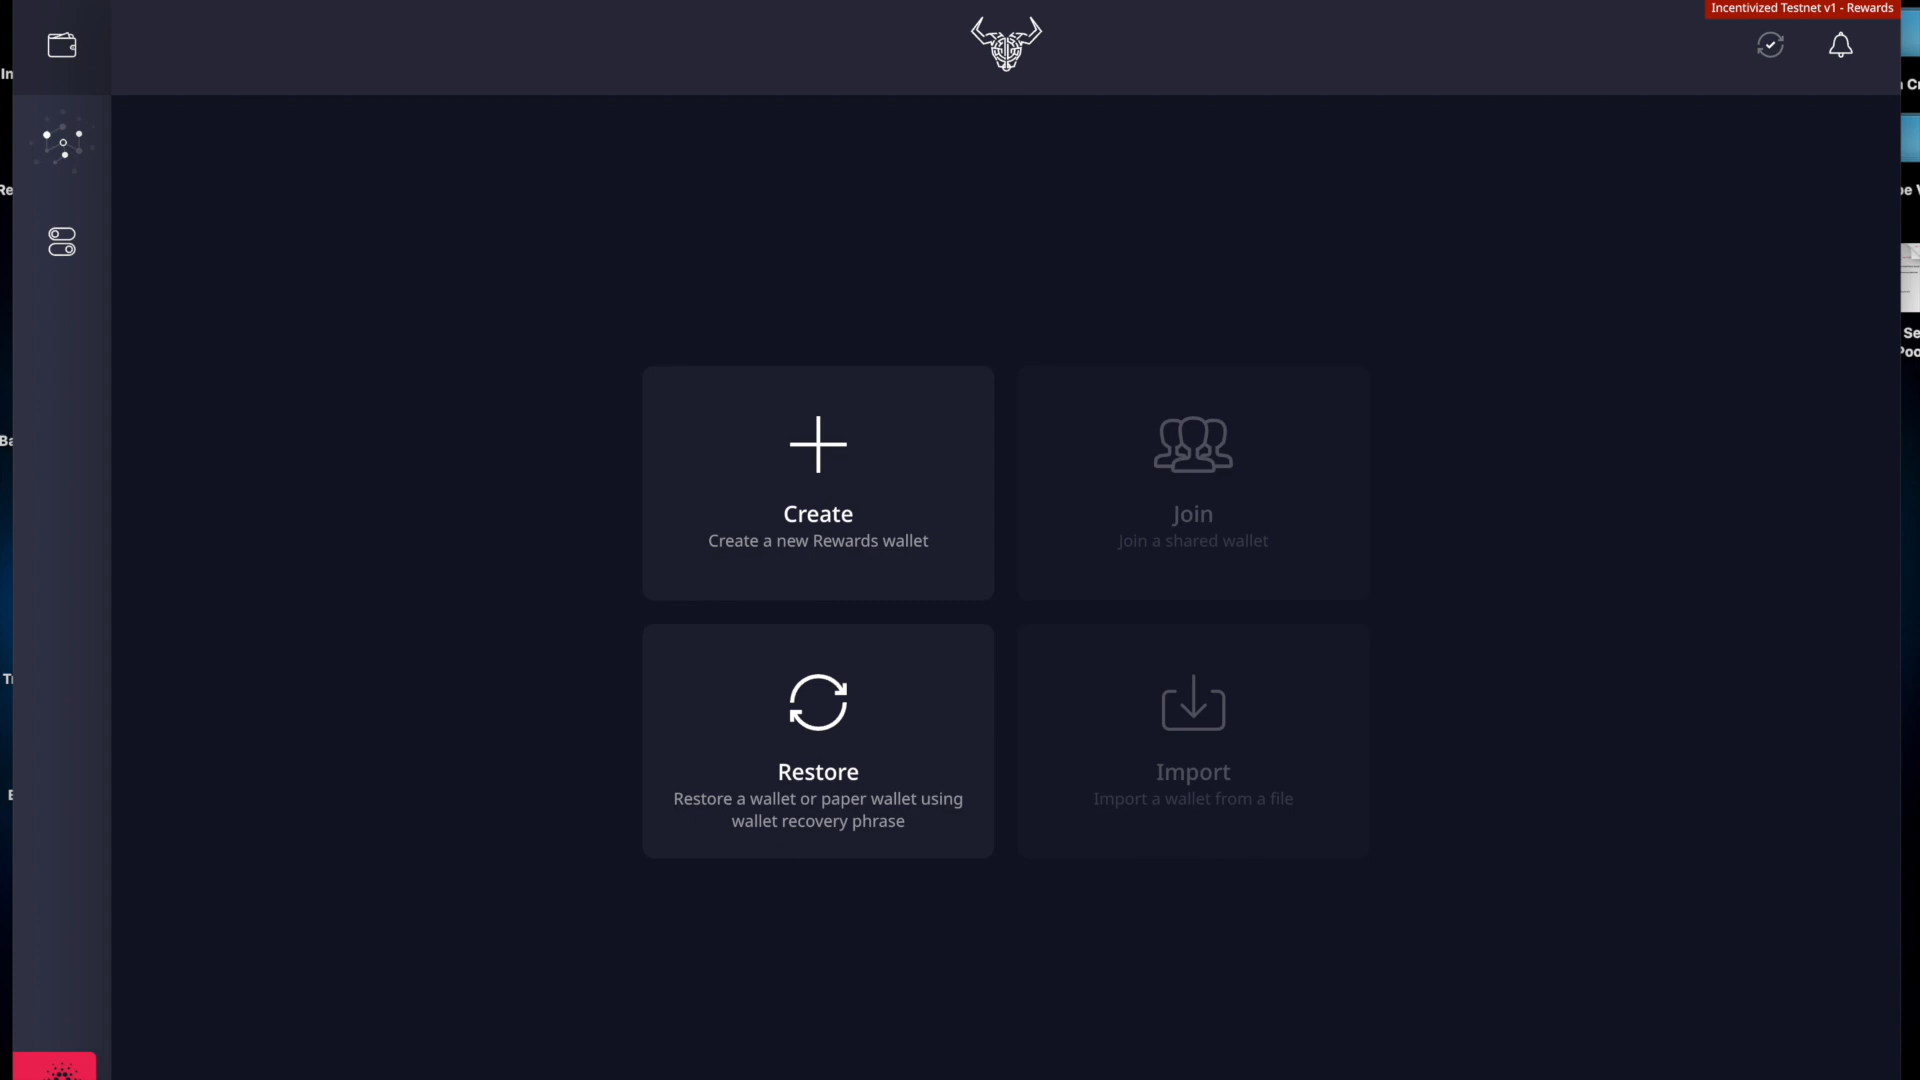 Incentivized Testnet v1 - Rewards
Create
Create a new Rewards wallet
Join
Join a shared wallet
Restore
Restore a wallet or paper wallet using
wallet recovery phrase
Import
Import a wallet from a file